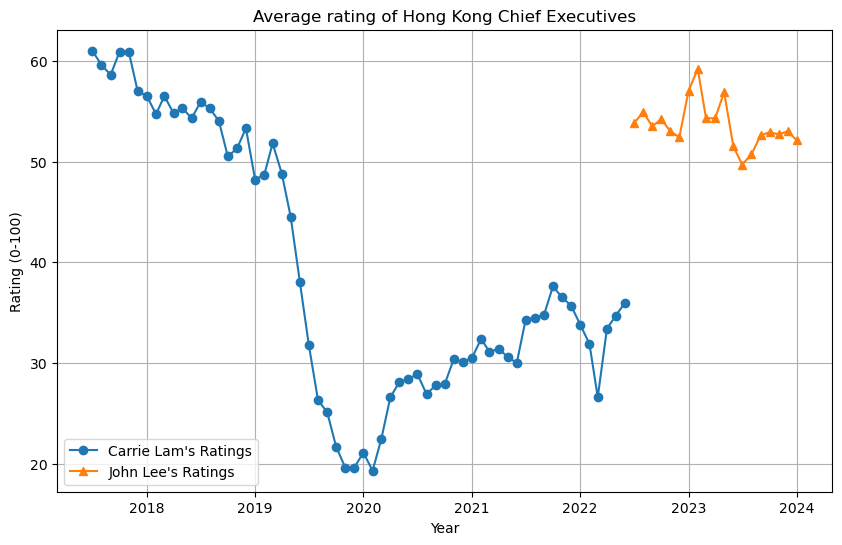 Average rating of Hong Kong Chief Executives
Rating (0-100)
60
50
40
30
20
Carrie Lam's Ratings
John Lee's Ratings
2018
2019
2020
2021
2022
2023
2024
Year